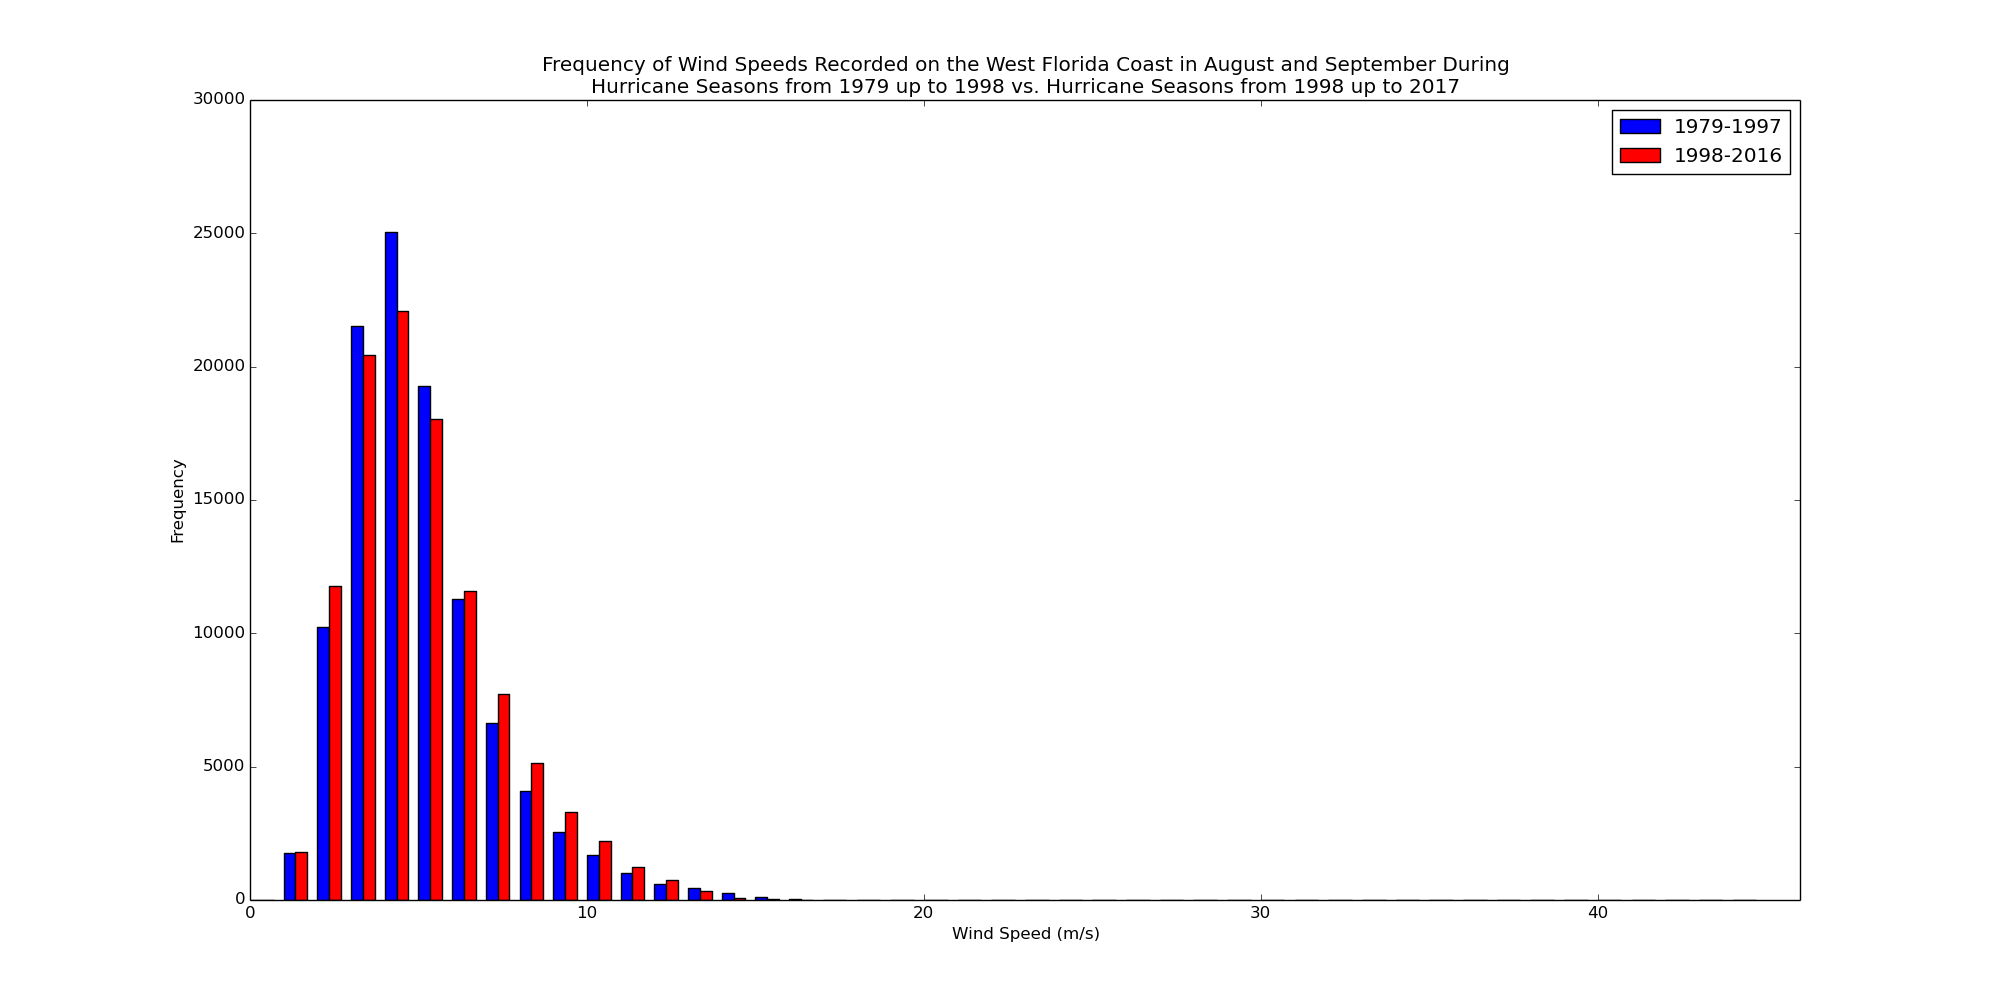 Frequency of Wind Speeds Recorded on the West Florida Coast in August and September During
Hurricane Seasons from 1979 up to 1998 vs. Hurricane Seasons from 1998 up to 2017
1979-1997
1998-2016
30000
25000
20000
15000
10000
5000
0
Frequency
0 10 20 30 40
Wind Speed (m/s)